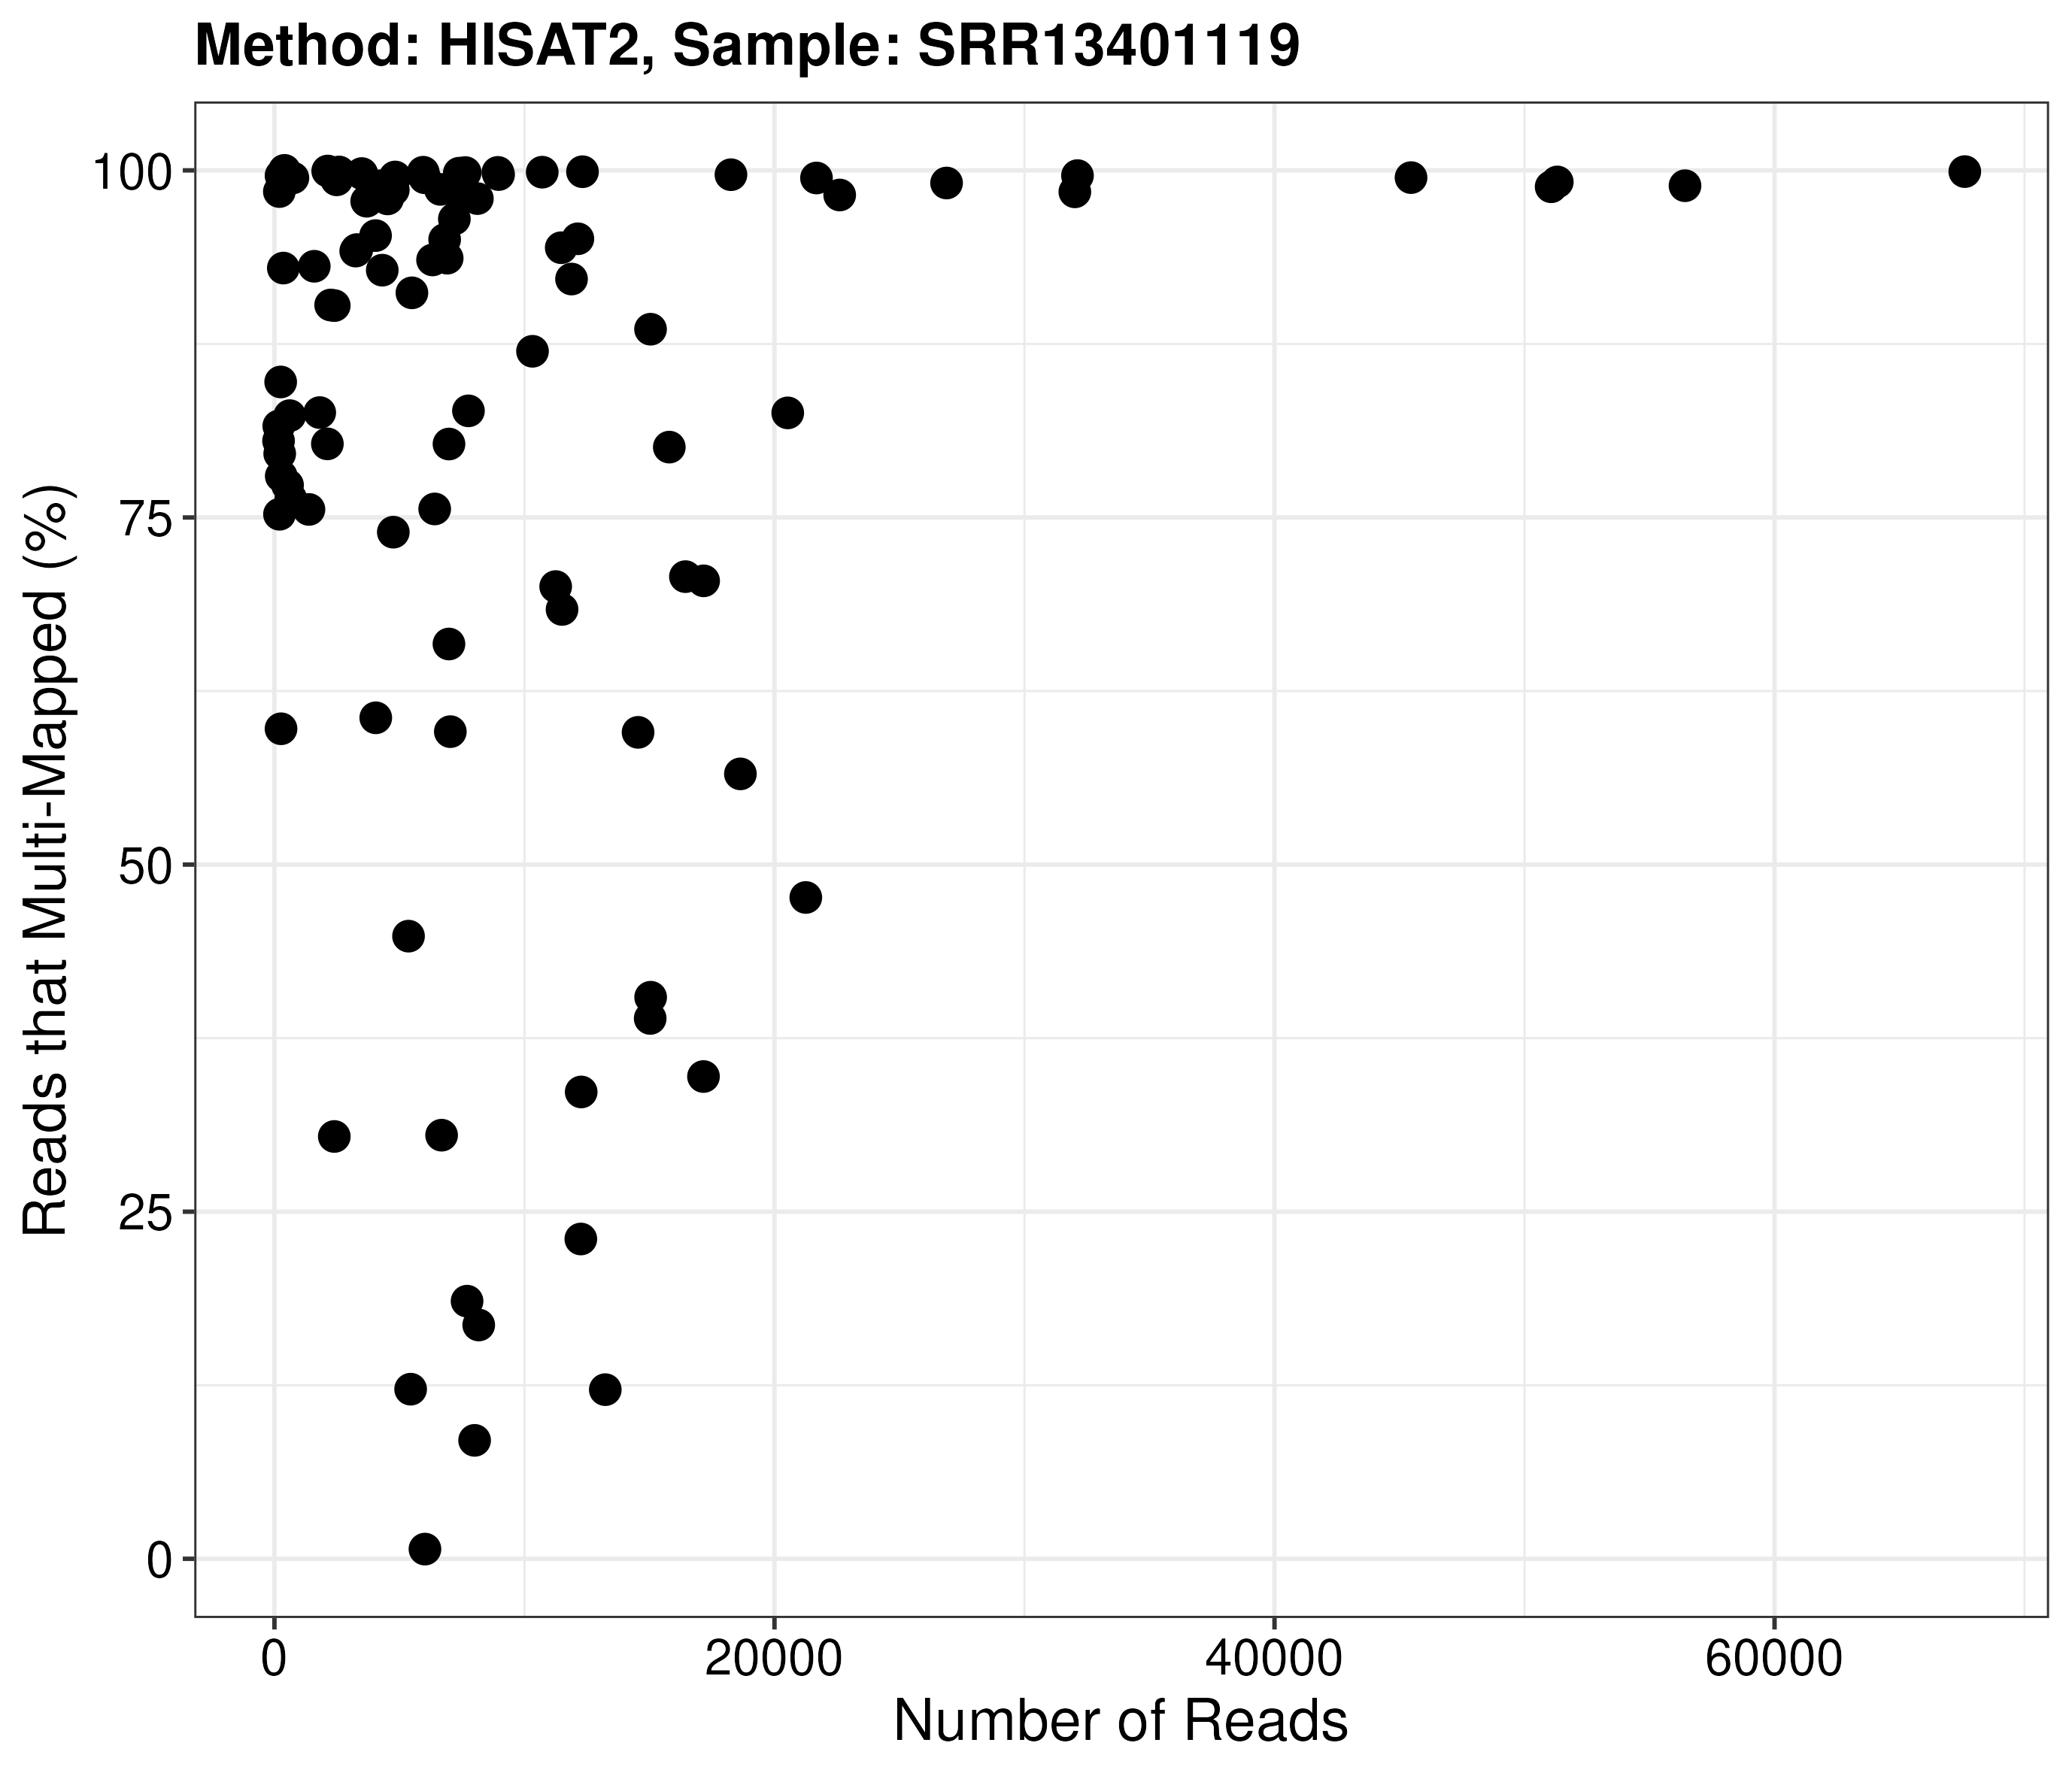 Method: HISAT2, Sample: SRR13401119
Reads that Multi-Mapped (%)
100
75
50
25
0
0 20000 40000 60000
Number of Reads